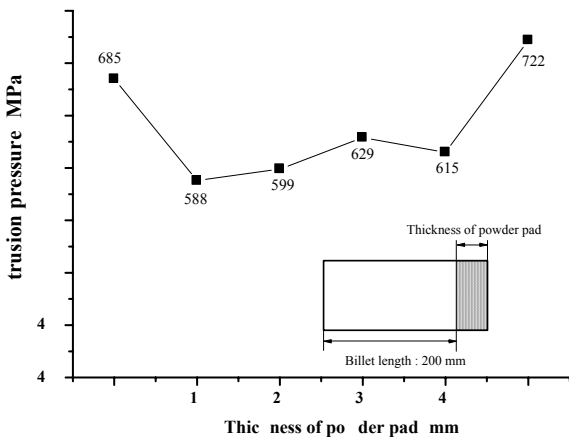 trusion pressure MPa
685
588
599
629
615
722
Thickness of powder pad
Billet length : 200 mm
4
4
1 2 3 4
Thic ness of po der pad mm